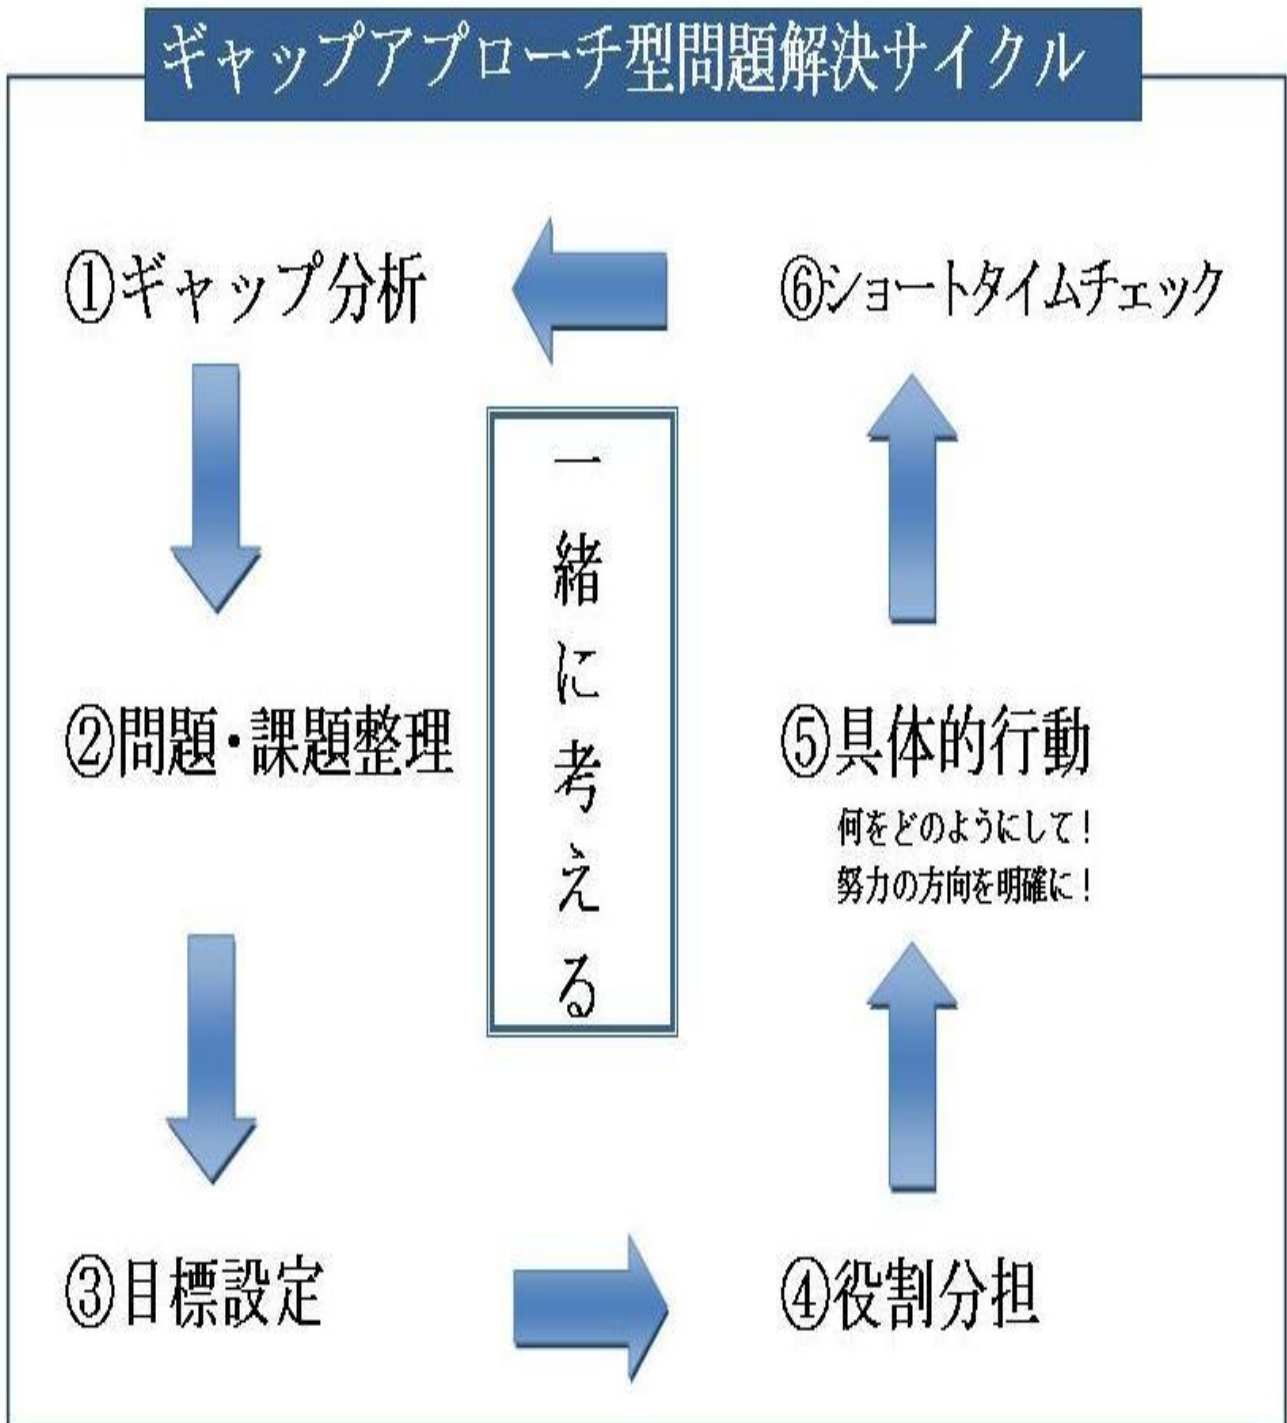 ギャップアプローチ型問題解決サイクル
①ギャップ分析
②問題・課題整理
③目標設定
④役割分担
⑤具体的行動
何をどのようにして！
努力の方向を明確に！
⑥ショートタイムチェック
一緒に考える